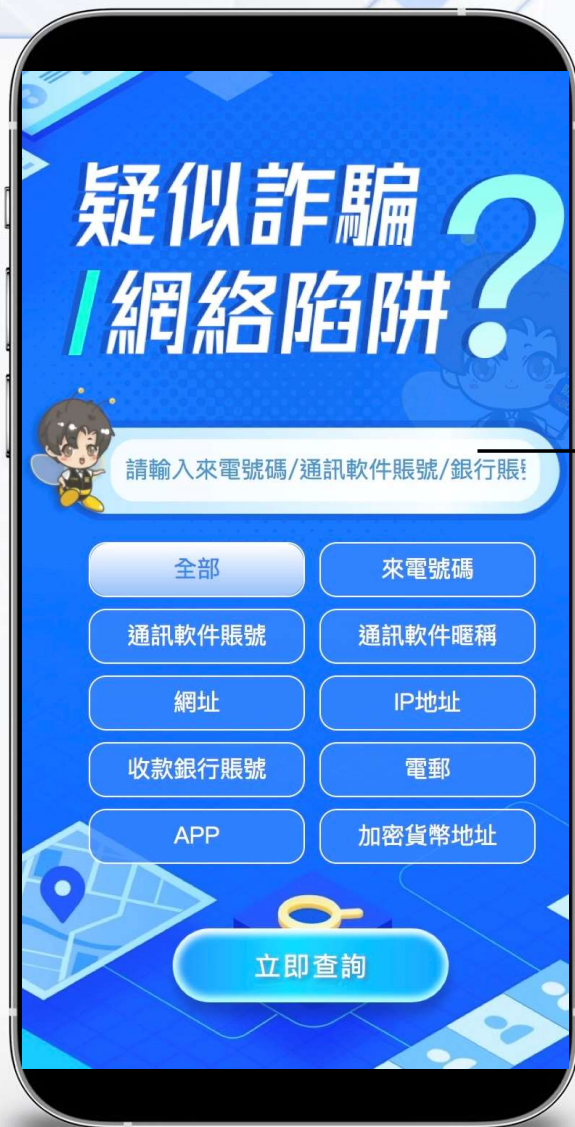 疑似詐騙
網絡陷阱?
請輸入來電號碼/通訊軟件賬號/銀行賬
全部
來電號碼
通訊軟件賬號
通訊軟件暱稱
網址
IP地址
收款銀行賬號
電郵
APP
加密貨幣地址
立即查詢